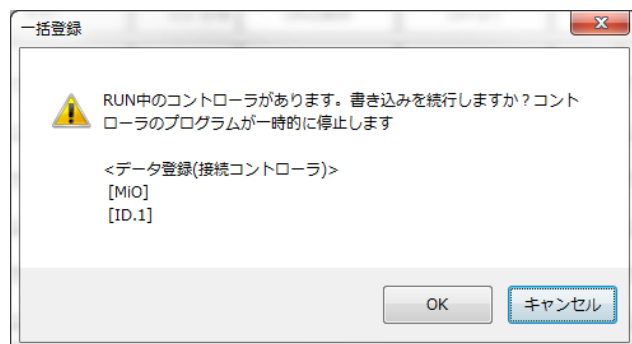 一括登録
RUN中のコントローラがあります。書き込みを続行しますか？コント
ローラのプログラムが一時的に停止します
<データ登録(接続コントローラ)>
[MiO]
[ID.1]
OK
キャンセル